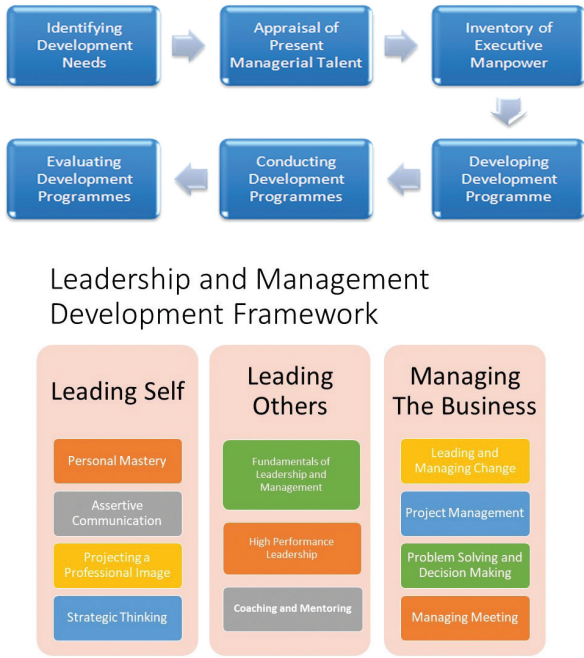 Identifying
Development
Needs
Appraisal of
Present
Managerial Talent
Inventory of
Executive
Manpower
Developing
Development
Programme
Conducting
Development
Programmes
Evaluating
Development
Programmes
Leadership and Management
Development Framework
Leading Self
Personal Mastery
Assertive
Communication
Projecting a
Professional Image
Strategic Thinking
Leading
Others
Fundamentals of
Leadership and
Management
High Performance
Leadership
Coaching and Mentoring
Managing
The Business
Leading and
Managing Change
Project Management
Problem Solving and
Decision Making
Managing Meeting